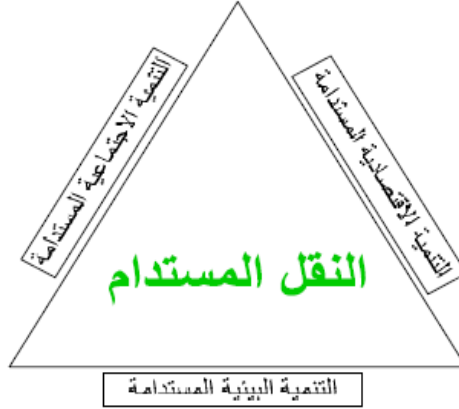 التنمية الاقتصادية المستدامة
التنمية الاجتماعية المستدامة
النقل المستدام
التنمية البيئية المستدامة